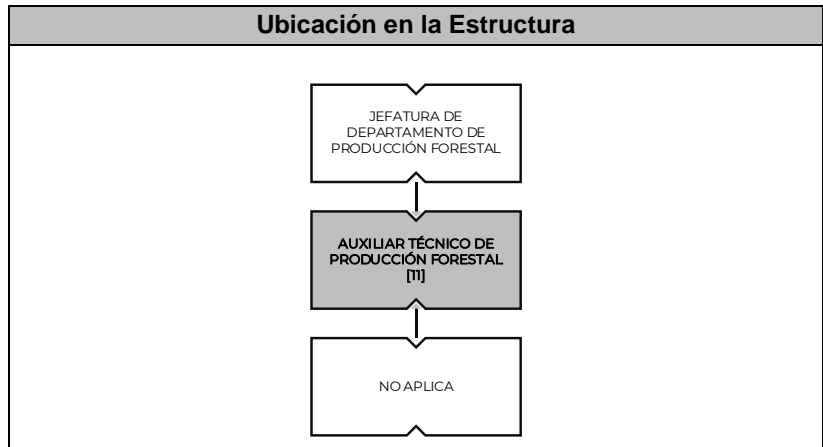 Ubicación en la Estructura
JEFATURA DE
DEPARTAMENTO DE
PRODUCCIÓN FORESTAL
AUXILIAR TÉCNICO DE
PRODUCCIÓN FORESTAL
[11]
NO APLICA